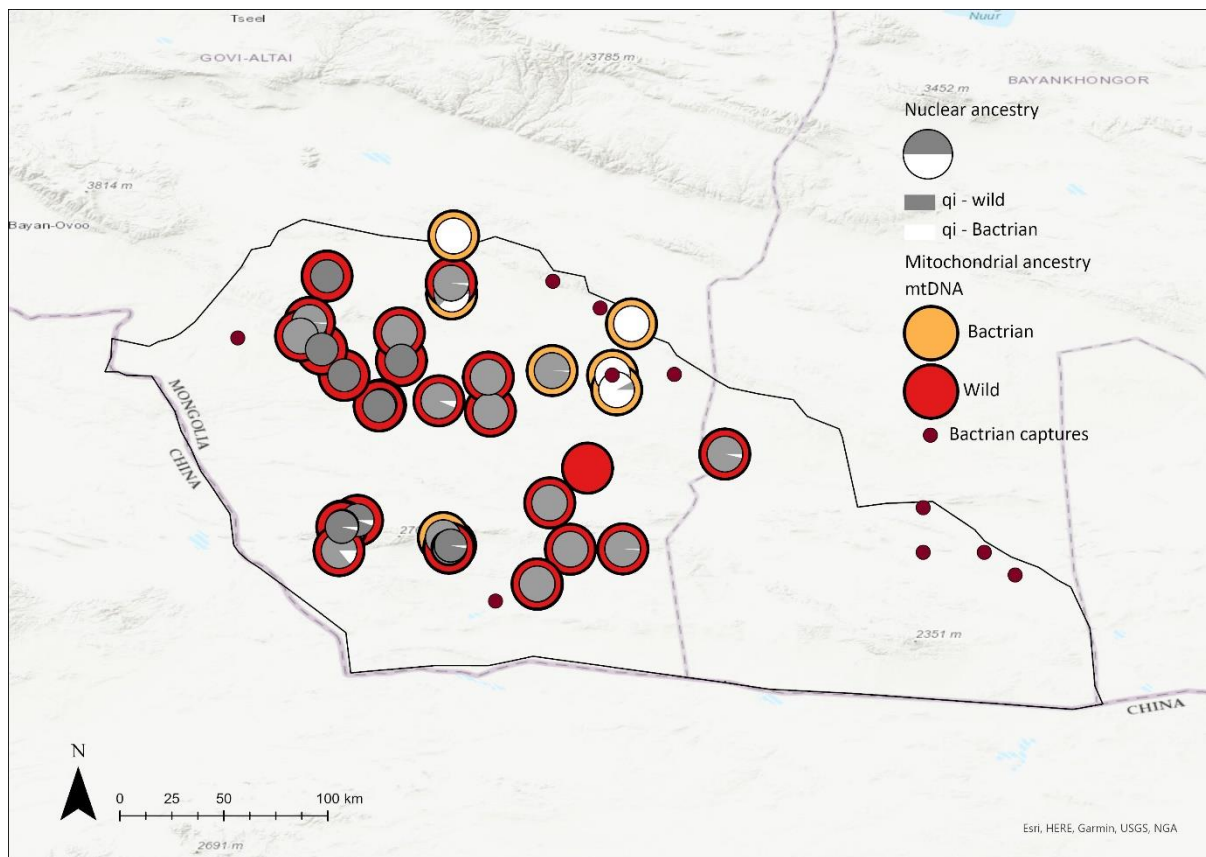 Tseel
Nuur
GOVI-ALTAI
3785 m
BAYANKHONGOR
3452 m
Nuclear ancestry
3814 m
qi - wild
Bayan-Ovoo
qi - Bactrian
Mitochondrial ancestry
mtDNA
Bactrian
Wild
MONGOLIA
Bactrian captures
CHINA
2351 m
CHINA
N
0 25 50 100 km
Esri, HERE, Garmin, USGS, NGA
2691 m